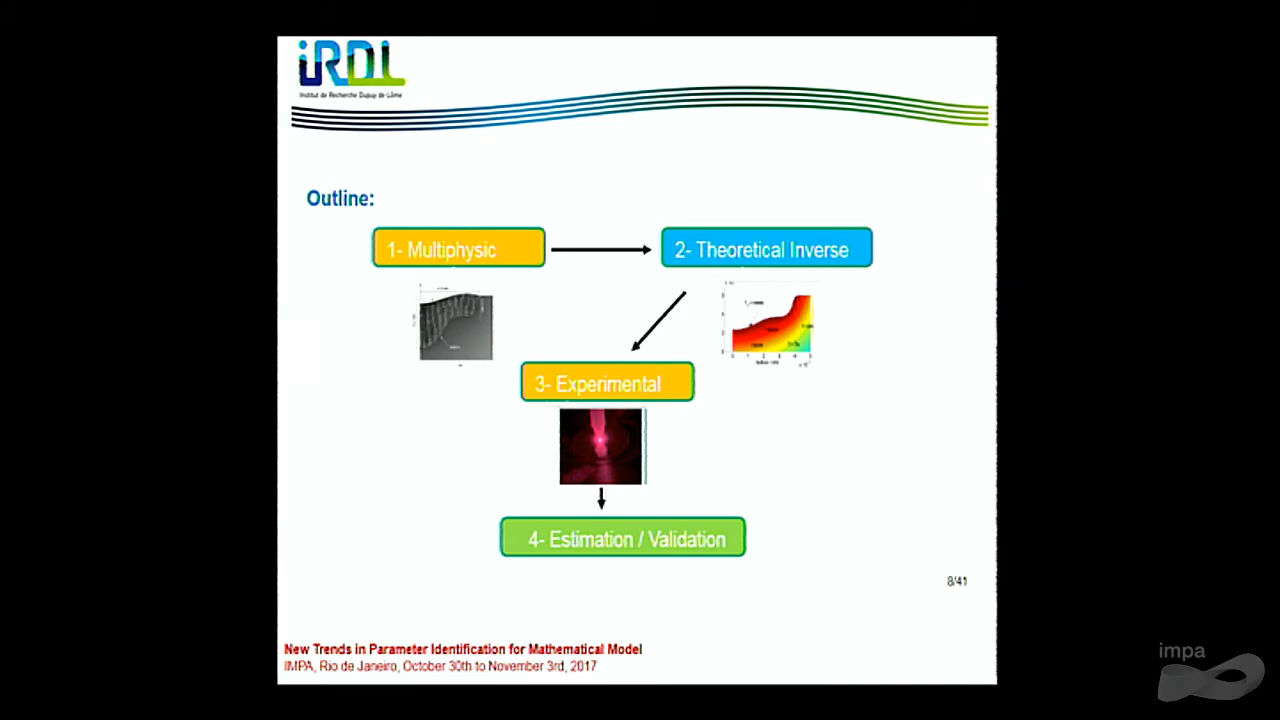 iRDL
Institut de Recherche Dupuy de Lôme
Outline:
1- Multiphysic
2- Theoretical Inverse
3- Experimental
4- Estimation / Validation
8/41
New Trends in Parameter Identification for Mathematical Model
IMPA, Rio de Janeiro, October 30th to November 3rd, 2017
impa